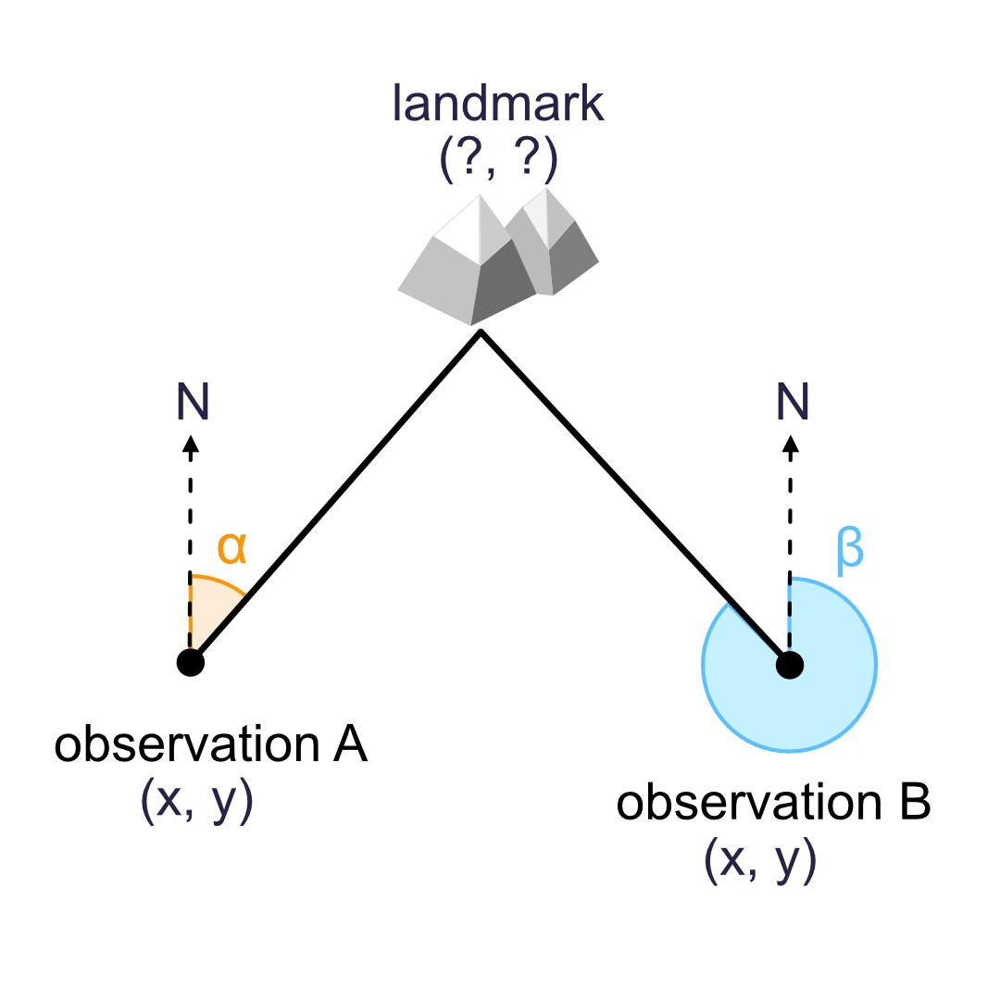 landmark
(?, ?)
N
N
α
β
observation A
(x, y)
observation B
(x, y)